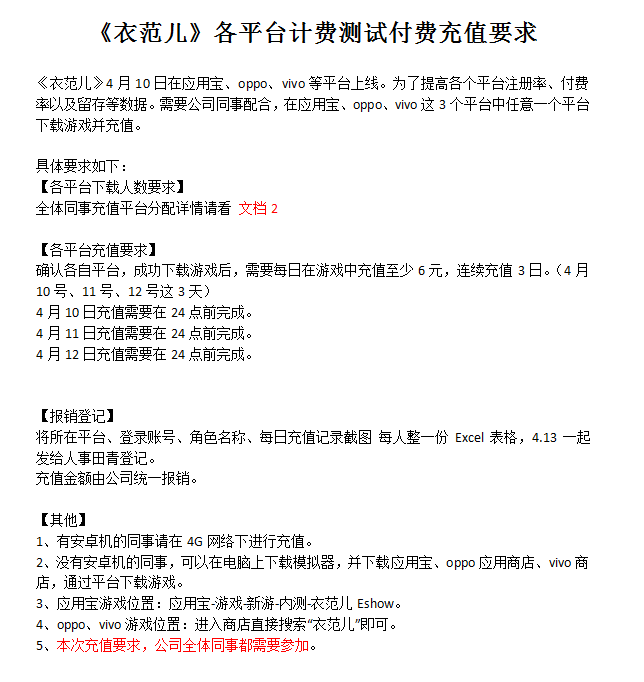 《衣范儿》各平台计费测试付费充值要求
《衣范儿》4 月 10 日在应用宝、oppo、vivo 等平台上线。为了提高各个平台注册率、付费
率以及留存等数据。需要公司同事配合，在应用宝、oppo、vivo 这 3 个平台中任意一个平台
下载游戏并充值。
具体要求如下：
【各平台下载人数要求】
全体同事充值平台分配详情请看 文档 2
【各平台充值要求】
确认各自平台，成功下载游戏后，需要每日在游戏中充值至少 6 元，连续充值 3 日。（4 月
10 号、11 号、12 号这 3 天）
4 月 10 日充值需要在 24 点前完成。
4 月 11 日充值需要在 24 点前完成。
4 月 12 日充值需要在 24 点前完成。
【报销登记】
将所在平台、登录账号、角色名称、每日充值记录截图 每人整一份 Excel 表格，4.13 一起
发给人事田青登记。
充值金额由公司统一报销。
【其他】
1、有安卓机的同事请在 4G 网络下进行充值。
2、没有安卓机的同事，可以在电脑上下载模拟器，并下载应用宝、oppo 应用商店、vivo 商
店，通过平台下载游戏。
3、应用宝游戏位置：应用宝-游戏-新游-内测-衣范儿 Eshow。
4、oppo、vivo 游戏位置：进入商店直接搜索“衣范儿”即可。
5、本次充值要求，公司全体同事都需要参加。